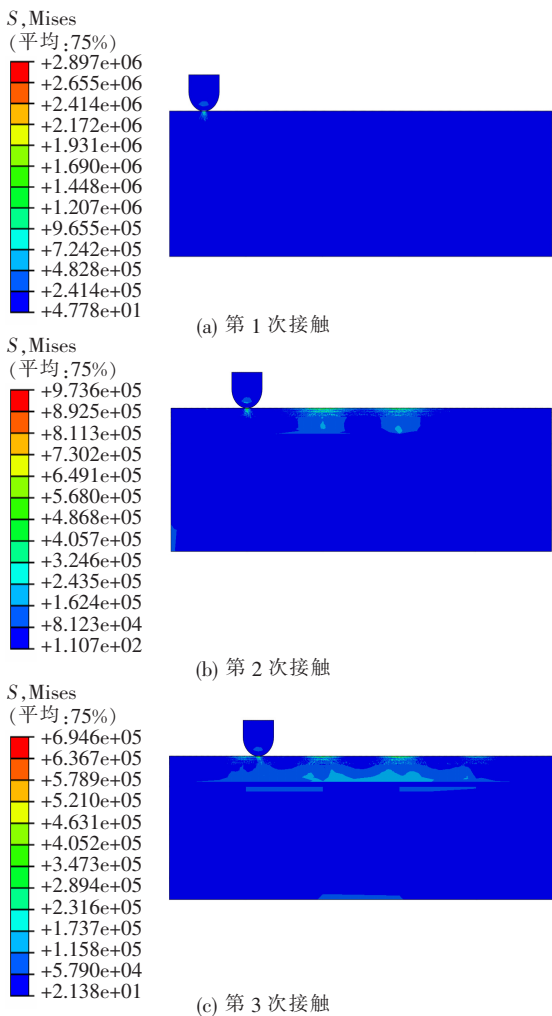 S,Mises
(平均:75%)
+2.897e+06
+2.655e+06
+2.414e+06
+2.172e+06
+1.931e+06
+1.690e+06
+1.448e+06
+1.207e+06
+9.655e+05
+7.242e+05
+4.828e+05
+2.414e+05
+4.778e+01
(a) 第1次接触
S,Mises
(平均:75%)
+9.736e+05
+8.925e+05
+8.113e+05
+7.302e+05
+6.491e+05
+5.680e+05
+4.868e+05
+4.057e+05
+3.246e+05
+2.435e+05
+1.624e+05
+8.123e+04
+1.107e+02
(b) 第2次接触
S,Mises
(平均:75%)
+6.946e+05
+6.367e+05
+5.789e+05
+5.210e+05
+4.631e+05
+4.052e+05
+3.473e+05
+2.894e+05
+2.316e+05
+1.737e+05
+1.158e+05
+5.790e+04
+2.138e+01
(c) 第3次接触